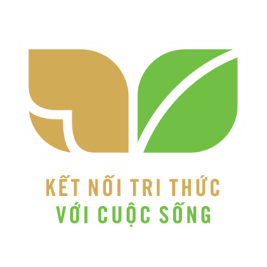 KẾT NỐI TRI THỨC
VỚI CUỘC SỐNG